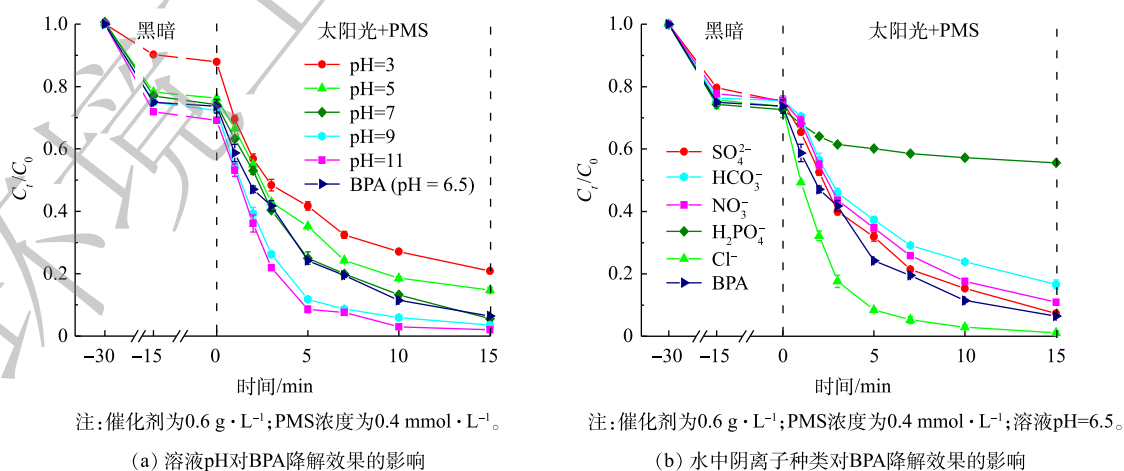 黑暗
太阳光+PMS
pH=3
pH=5
pH=7
pH=9
pH=11
BPA (pH = 6.5)
1.0
0.8
0.6
0.4
0.2
0
Cₜ/C₀
−30
−15
0
5
10
15
时间/min
注:催化剂为0.6 g·L⁻¹;PMS浓度为0.4 mmol·L⁻¹。
(a) 溶液pH对BPA降解效果的影响
黑暗
太阳光+PMS
SO₄²⁻
HCO₃⁻
NO₃⁻
H₂PO₄⁻
Cl⁻
BPA
1.0
0.8
0.6
0.4
0.2
0
Cₜ/C₀
−30
−15
0
5
10
15
时间/min
注:催化剂为0.6 g·L⁻¹;PMS浓度为0.4 mmol·L⁻¹;溶液pH=6.5。
(b) 水中阴离子种类对BPA降解效果的影响
环境